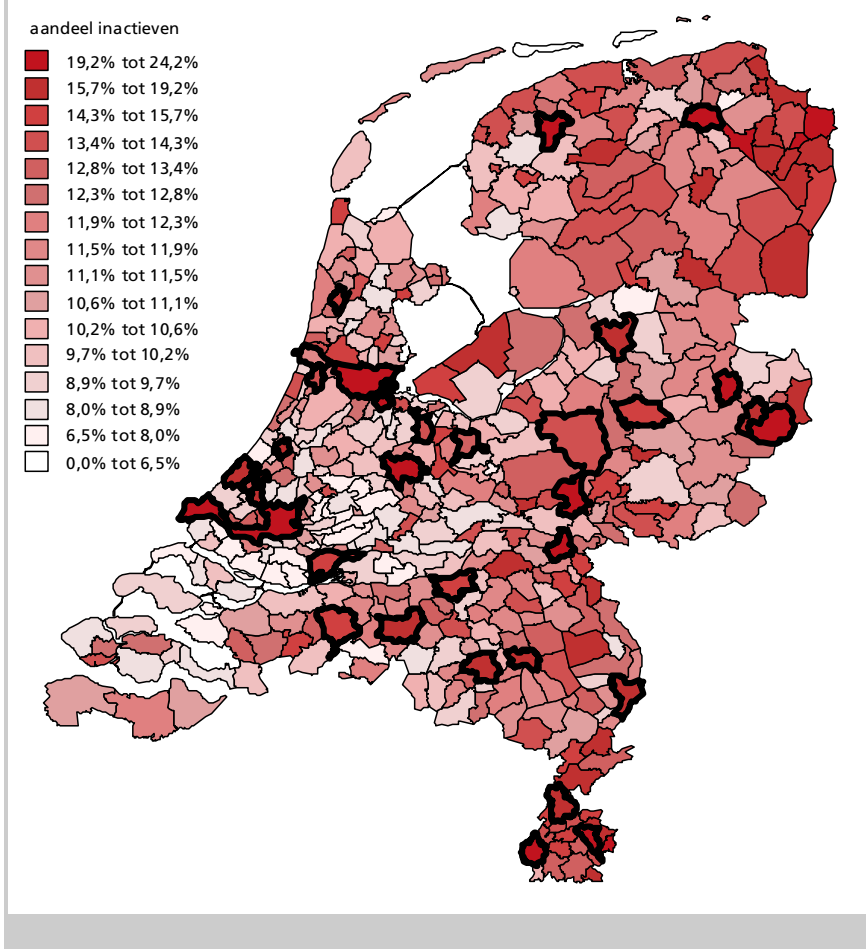 aandeel inactieven
19,2% tot 24,2%
15,7% tot 19,2%
14,3% tot 15,7%
13,4% tot 14,3%
12,8% tot 13,4%
12,3% tot 12,8%
11,9% tot 12,3%
11,5% tot 11,9%
11,1% tot 11,5%
10,6% tot 11,1%
10,2% tot 10,6%
9,7% tot 10,2%
8,9% tot 9,7%
8,0% tot 8,9%
6,5% tot 8,0%
0,0% tot 6,5%